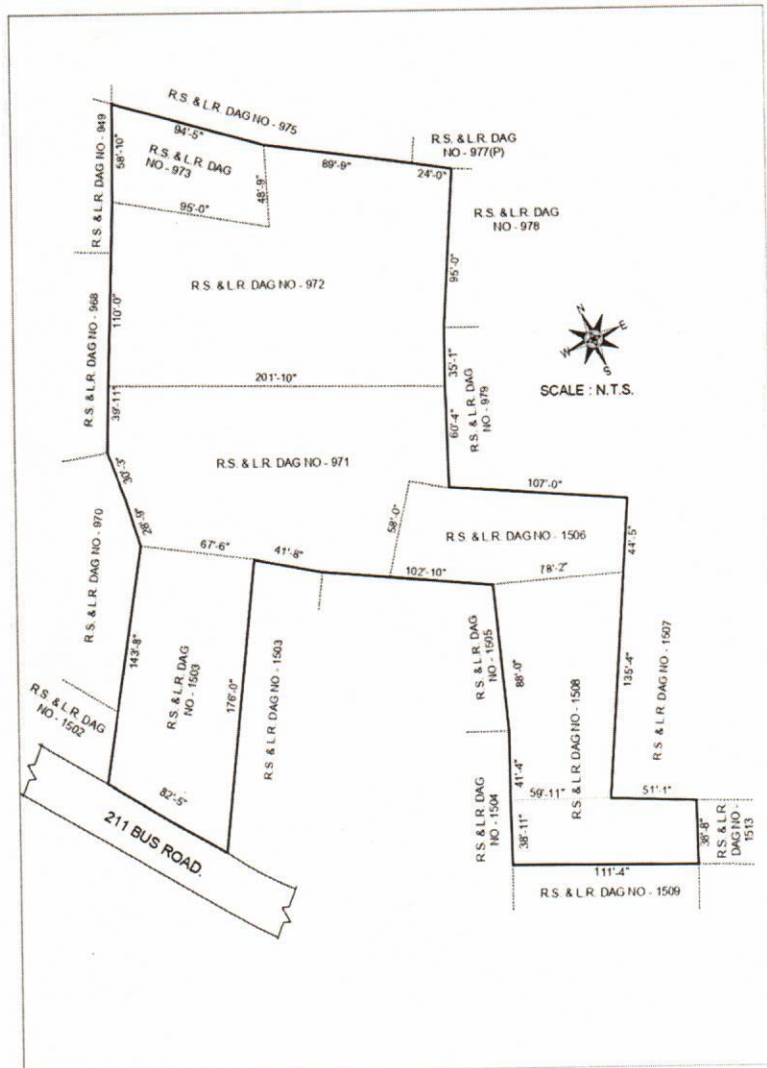 R.S. & L.R. DAG NO - 975
94'-5"
R.S. & L.R. DAG
NO - 977(P)
R.S. & L.R. DAG NO - 949
58'-10"
R.S. & L.R. DAG
NO - 973
89'-9"
24'-0"
48'-9"
95'-0"
R.S. & L.R. DAG
NO - 978
95'-0"
R.S. & L.R. DAG NO - 972
R.S. & L.R. DAG NO - 968
110'-0"
N
E
W
S
SCALE : N.T.S.
35'-1"
201'-10"
39'-11"
60'-4"
R.S. & L.R. DAG
NO - 979
R.S. & L.R. DAG NO - 971
30'-3"
28'-9"
107'-0"
58'-0"
R.S. & L.R. DAG NO - 1506
44'-5"
R.S. & L.R. DAG NO - 970
67'-6"
41'-8"
102'-10"
78'-2"
143'-8"
R.S. & L.R. DAG
NO - 1503
176'-0"
R.S. & L.R. DAG NO - 1503
R.S. & L.R. DAG
NO - 1505
88'-0"
R.S. & L.R. DAG NO - 1508
135'-4"
R.S. & L.R. DAG NO - 1507
R.S. & L.R. DAG
NO - 1502
82'-5"
211 BUS ROAD.
R.S. & L.R. DAG
NO - 1504
41'-4"
59'-11"
51'-1"
38'-11"
38'-8"
R.S. & L.R.
DAG NO -
1513
111'-4"
R.S. & L.R. DAG NO - 1509